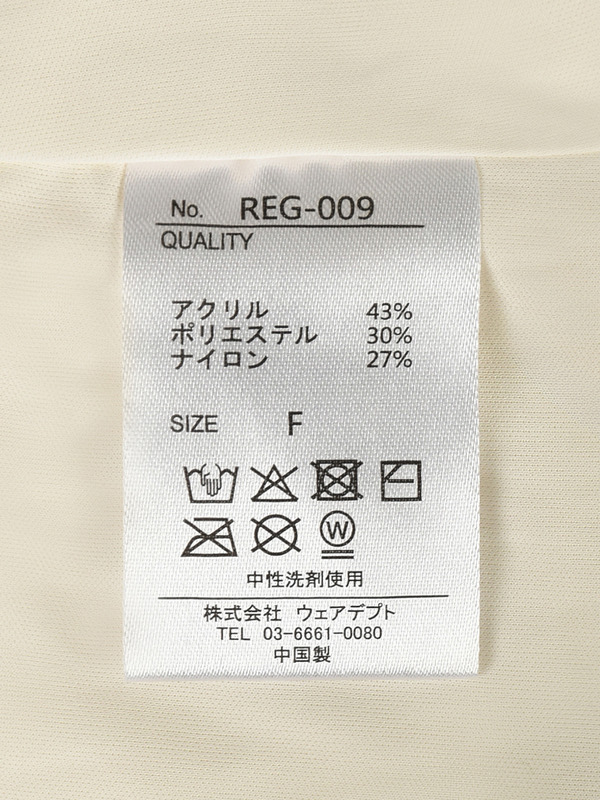 No. REG-009
QUALITY
アクリル 43%
ポリエステル 30%
ナイロン 27%
SIZE F
W
中性洗剤使用
株式会社 ウェアデプト
TEL 03-6661-0080
中国製